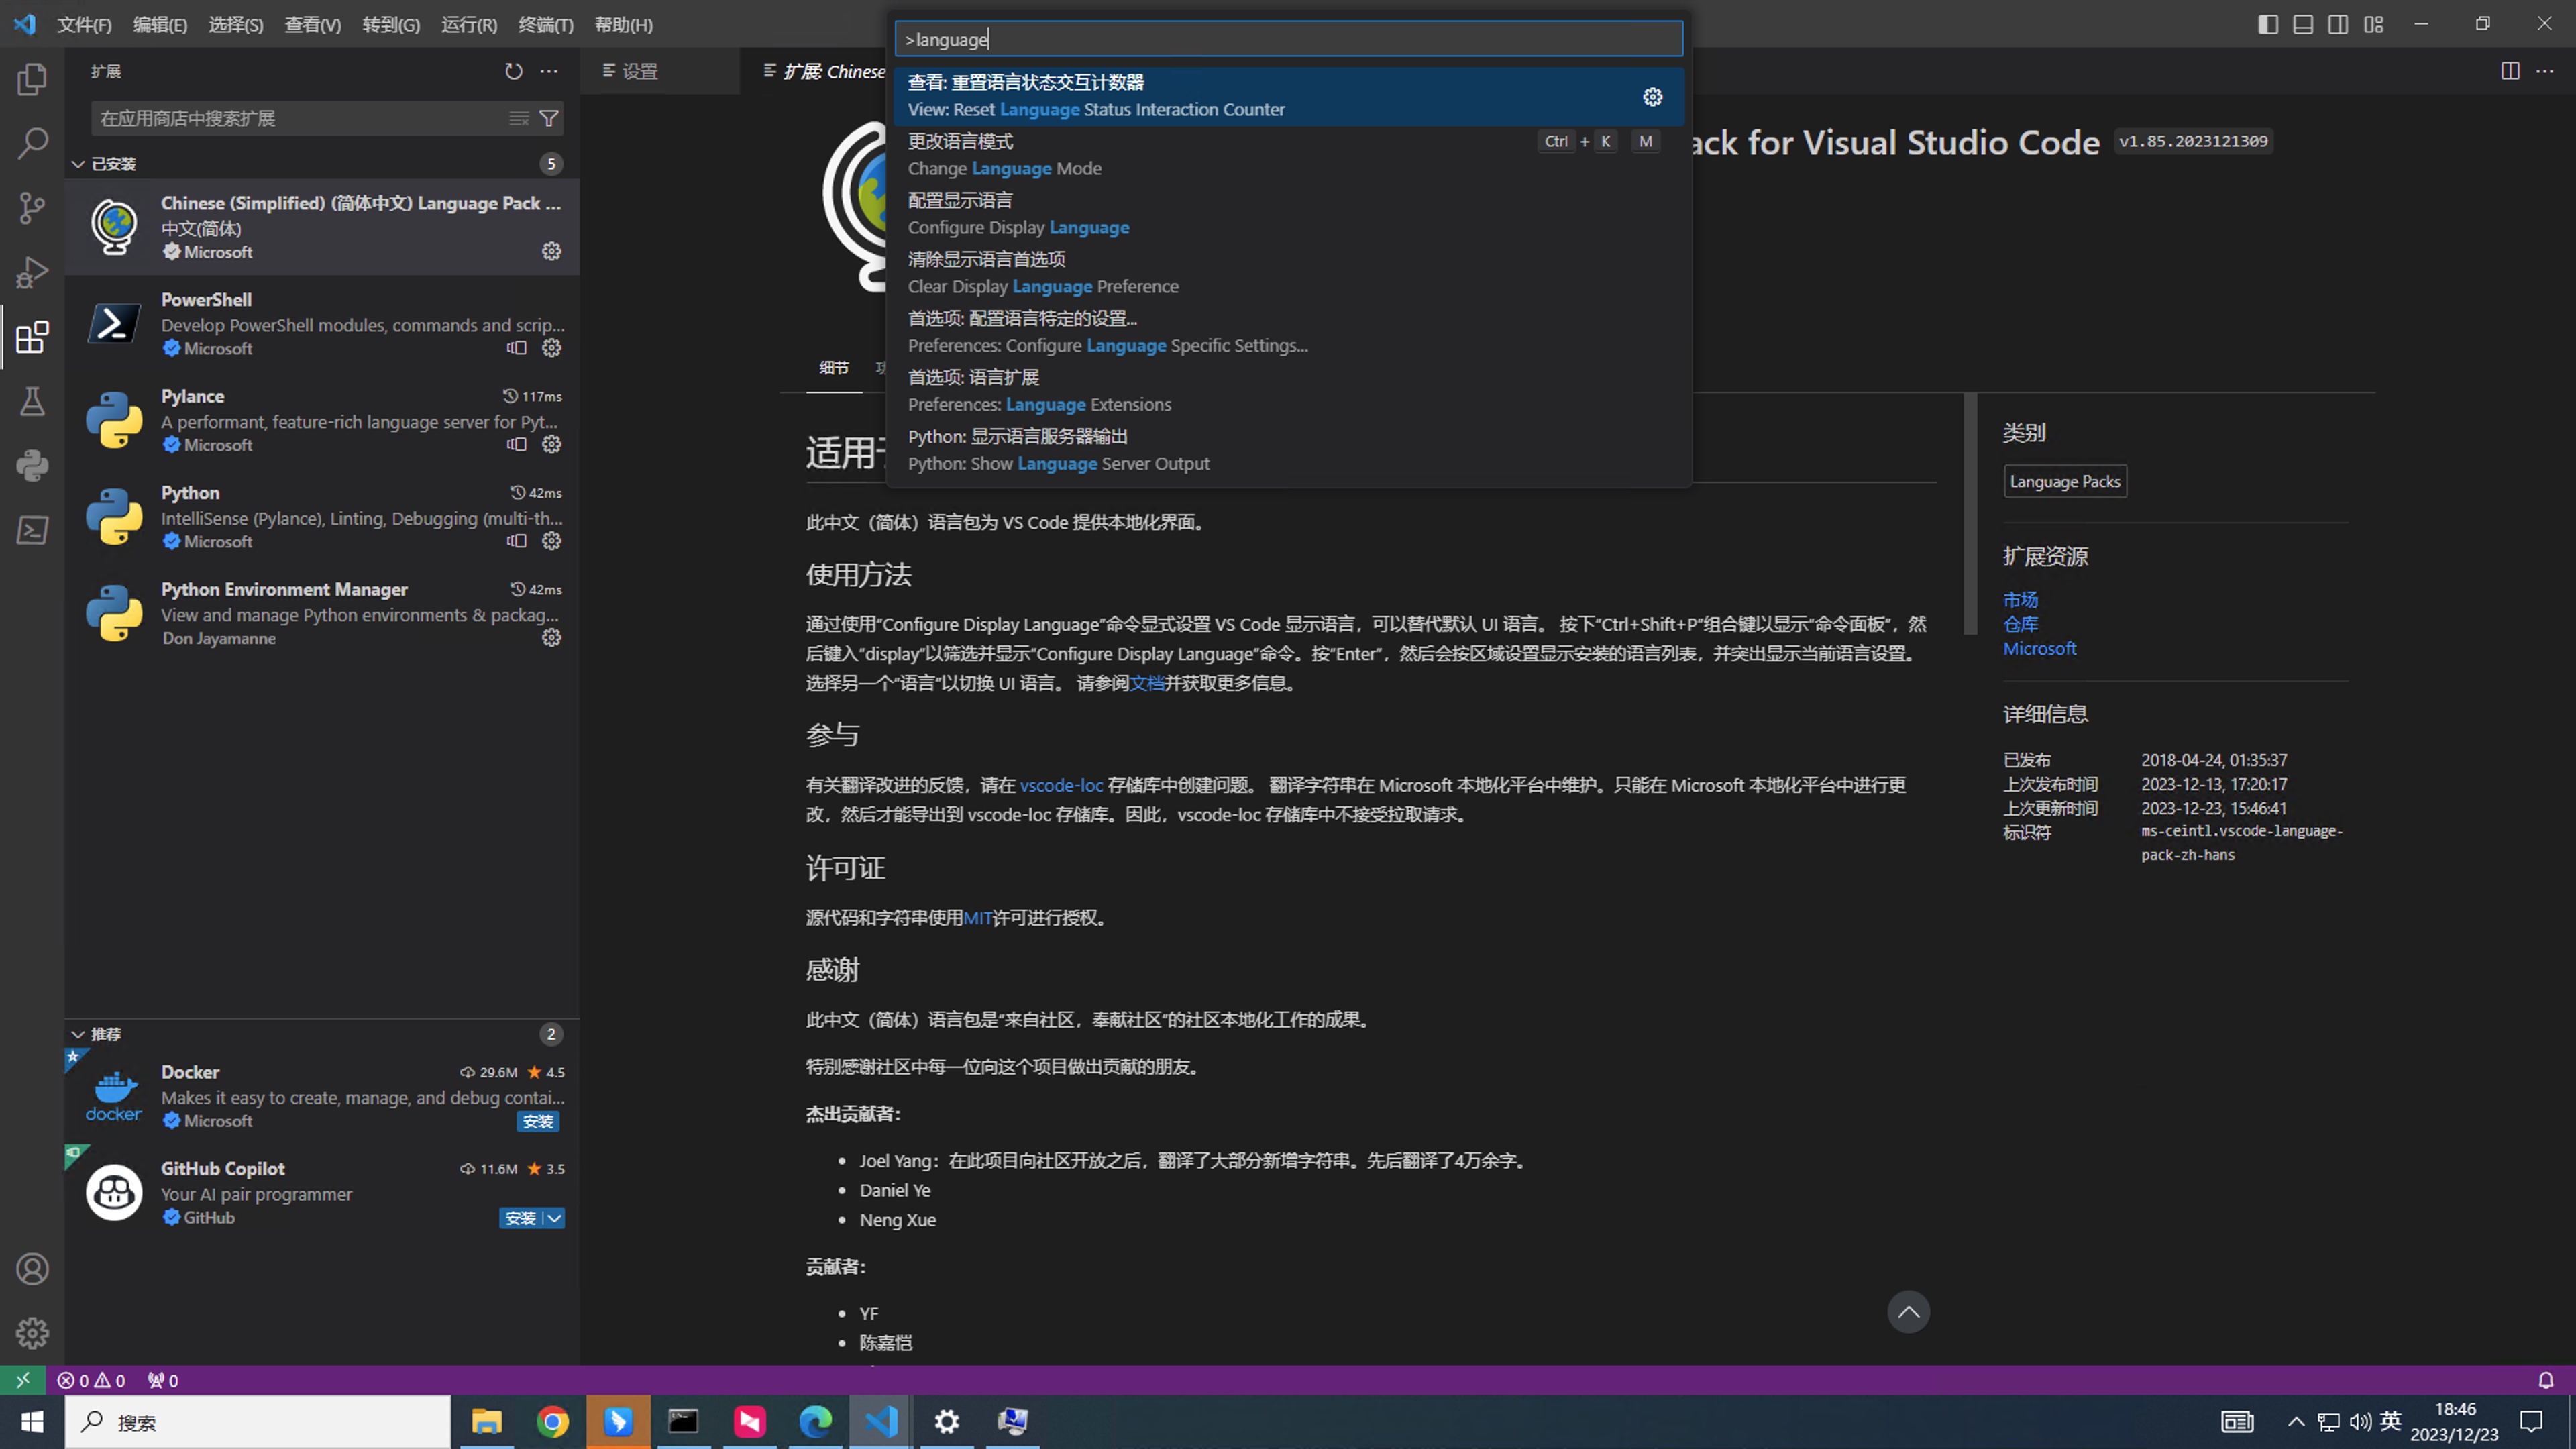 文件(F) 编辑(E) 选择(S) 查看(V) 转到(G) 运行(R) 终端(T) 帮助(H)
>language
查看: 重置语言状态交互计数器
View: Reset Language Status Interaction Counter
更改语言模式
Ctrl + K M
Change Language Mode
配置显示语言
Configure Display Language
清除显示语言首选项
Clear Display Language Preference
首选项: 配置语言特定的设置...
Preferences: Configure Language Specific Settings...
首选项: 语言扩展
Preferences: Language Extensions
Python: 显示语言服务器输出
Python: Show Language Server Output
扩展
在应用商店中搜索扩展
已安装
5
Chinese (Simplified) (简体中文) Language Pack ...
中文(简体)
Microsoft
PowerShell
Develop PowerShell modules, commands and scrip...
Microsoft
Pylance
117ms
A performant, feature-rich language server for Pyt...
Microsoft
Python
42ms
IntelliSense (Pylance), Linting, Debugging (multi-th...
Microsoft
Python Environment Manager
42ms
View and manage Python environments & packag...
Don Jayamanne
推荐
2
Docker
29.6M 4.5
Makes it easy to create, manage, and debug contai...
docker
Microsoft
安装
GitHub Copilot
11.6M 3.5
Your AI pair programmer
GitHub
安装
设置
扩展: Chinese
ack for Visual Studio Code v1.85.2023121309
细节
适用于
此中文（简体）语言包为 VS Code 提供本地化界面。
使用方法
通过使用“Configure Display Language”命令显式设置 VS Code 显示语言，可以替代默认 UI 语言。 按下“Ctrl+Shift+P”组合键以显示“命令面板”，然
后键入“display”以筛选并显示“Configure Display Language”命令。按“Enter”，然后会按区域设置显示安装的语言列表，并突出显示当前语言设置。
选择另一个“语言”以切换 UI 语言。 请参阅文档并获取更多信息。
参与
有关翻译改进的反馈，请在 vscode-loc 存储库中创建问题。 翻译字符串在 Microsoft 本地化平台中维护。只能在 Microsoft 本地化平台中进行更
改，然后才能导出到 vscode-loc 存储库。因此，vscode-loc 存储库中不接受拉取请求。
许可证
源代码和字符串使用MIT许可进行授权。
感谢
此中文（简体）语言包是“来自社区，奉献社区”的社区本地化工作的成果。
特别感谢社区中每一位向这个项目做出贡献的朋友。
杰出贡献者：
Joel Yang：在此项目向社区开放之后，翻译了大部分新增字符串。先后翻译了4万余字。
Daniel Ye
Neng Xue
贡献者：
YF
陈嘉恺
类别
Language Packs
扩展资源
市场
仓库
Microsoft
详细信息
已发布 2018-04-24, 01:35:37
上次发布时间 2023-12-13, 17:20:17
上次更新时间 2023-12-23, 15:46:41
标识符 ms-ceintl.vscode-language-
pack-zh-hans
0 0 0
搜索
英
18:46
2023/12/23